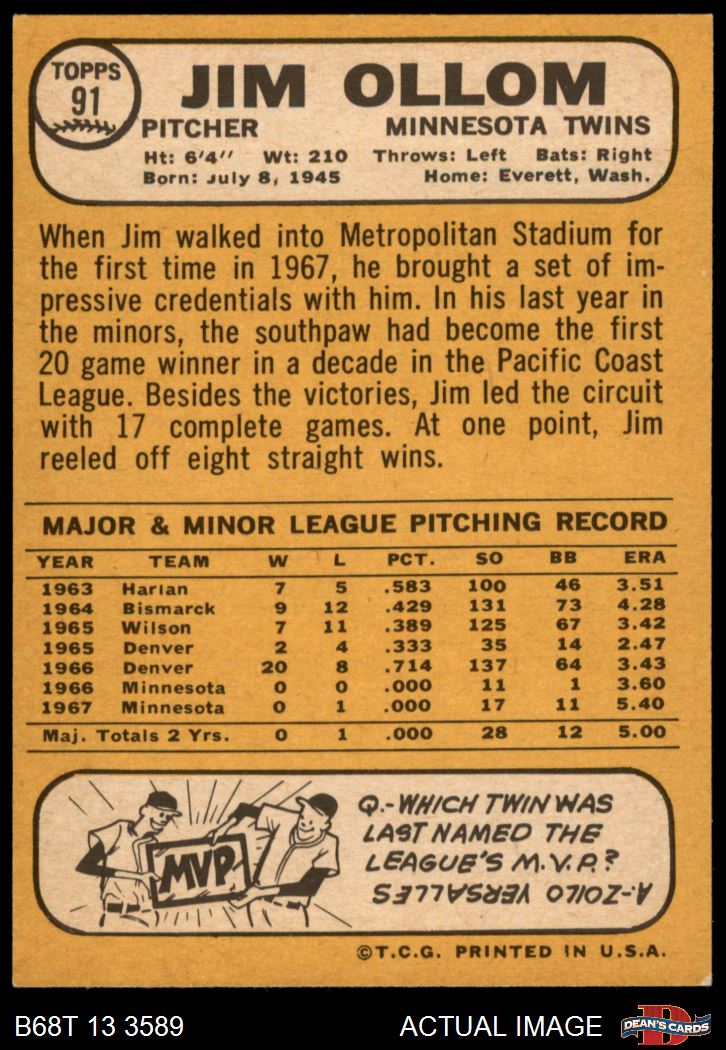 TOPPS
91
JIM OLLOM
PITCHER MINNESOTA TWINS
Ht: 6'4" Wt: 210 Throws: Left Bats: Right
Born: July 8, 1945 Home: Everett, Wash.
When Jim walked into Metropolitan Stadium for
the first time in 1967, he brought a set of im-
pressive credentials with him. In his last year in
the minors, the southpaw had become the first
20 game winner in a decade in the Pacific Coast
League. Besides the victories, Jim led the circuit
with 17 complete games. At one point, Jim
reeled off eight straight wins.
MAJOR & MINOR LEAGUE PITCHING RECORD
YEAR TEAM W L PCT. SO BB ERA
1963 Harlan 7 5 .583 100 46 3.51
1964 Bismarck 9 12 .429 131 73 4.28
1965 Wilson 7 11 .389 125 67 3.42
1965 Denver 2 4 .333 35 14 2.47
1966 Denver 20 8 .714 137 64 3.43
1966 Minnesota 0 0 .000 11 1 3.60
1967 Minnesota 0 1 .000 17 11 5.40
Maj. Totals 2 Yrs. 0 1 .000 28 12 5.00
MVP
Q.-WHICH TWIN WAS
LAST NAMED THE
LEAGUE'S M.V.P.?
A-ZOILO VERSALLES
©T.C.G. PRINTED IN U.S.A.
B68T 13 3589 ACTUAL IMAGE
DEAN'S CARDS